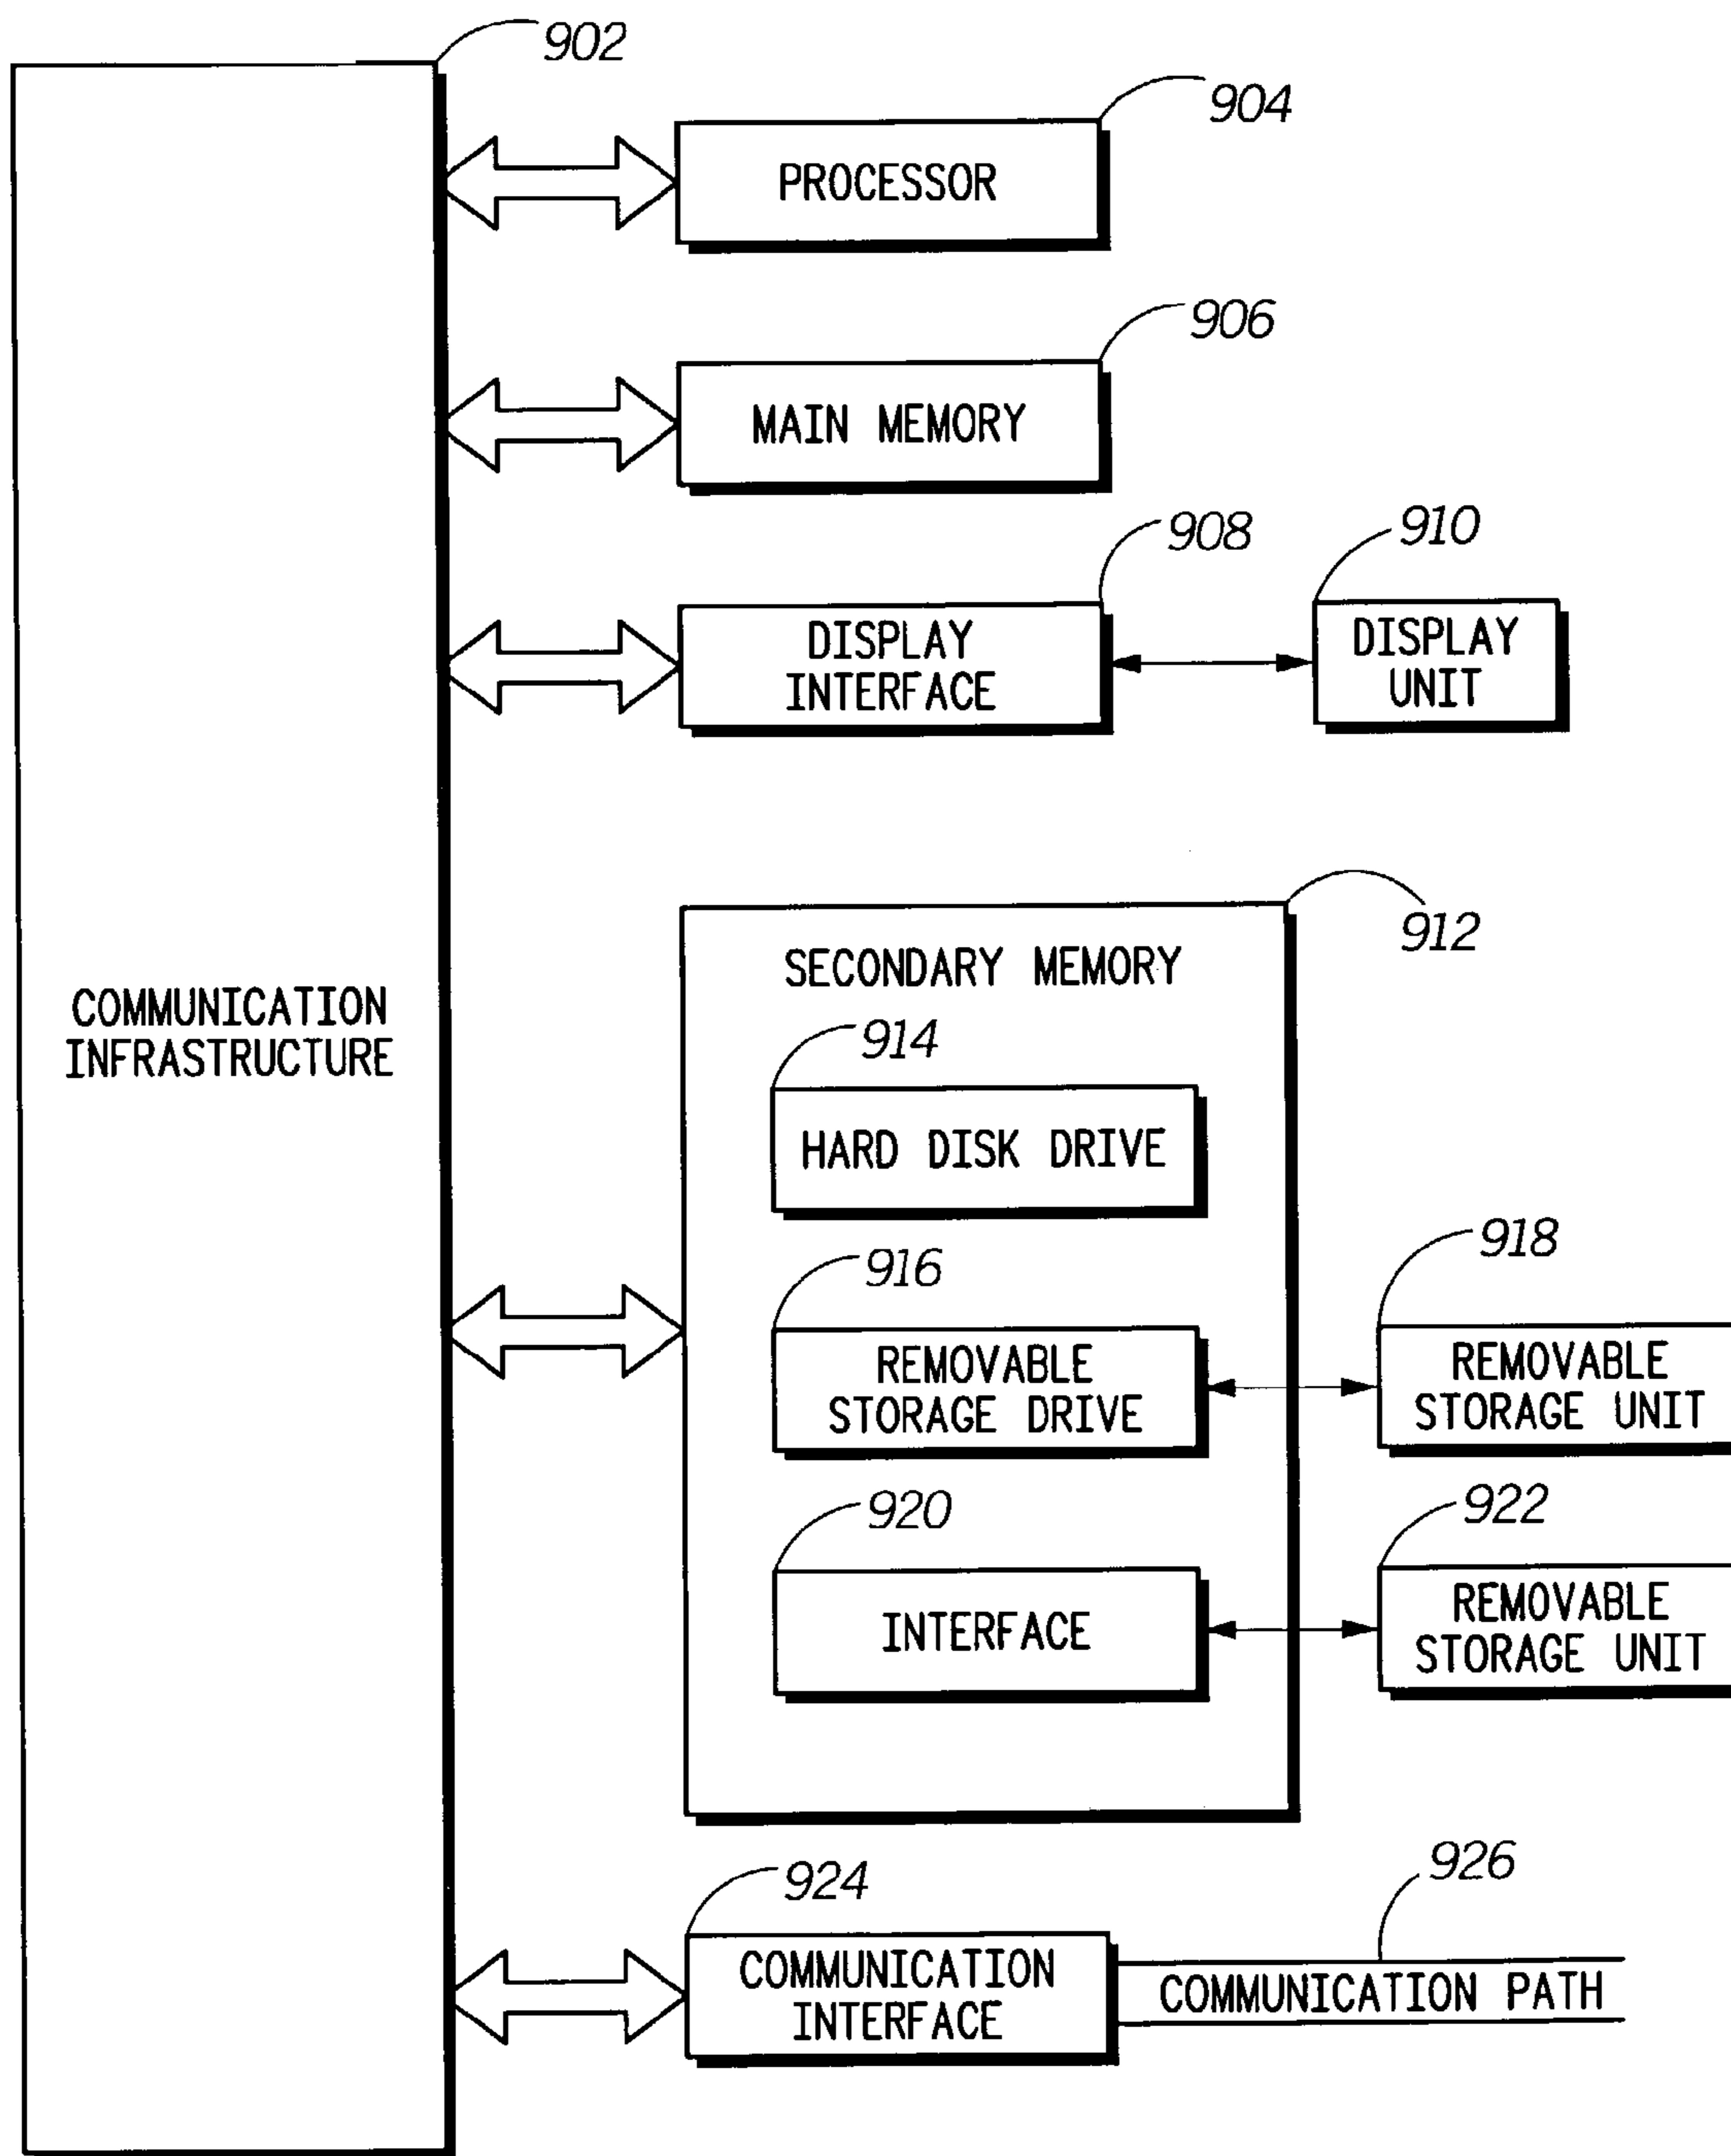 902
904
PROCESSOR
906
MAIN MEMORY
908
910
DISPLAY
INTERFACE
DISPLAY
UNIT
912
SECONDARY MEMORY
COMMUNICATION
INFRASTRUCTURE
914
HARD DISK DRIVE
916
918
REMOVABLE
STORAGE DRIVE
REMOVABLE
STORAGE UNIT
920
922
INTERFACE
REMOVABLE
STORAGE UNIT
924
926
COMMUNICATION
INTERFACE
COMMUNICATION PATH